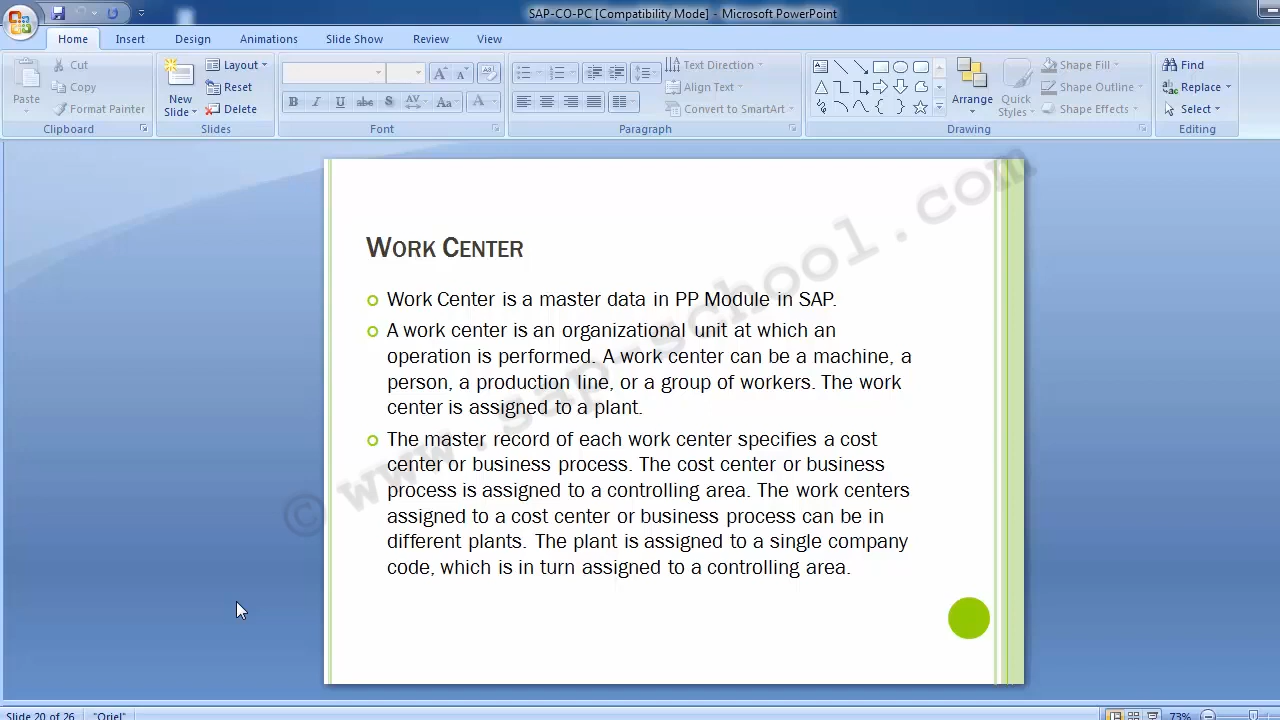 SAP-CO-PC [Compatibility Mode] - Microsoft PowerPoint
Home Insert Design Animations Slide Show Review View
Paste
Cut
Copy
Format Painter
Clipboard
New Slide
Layout
Reset
Delete
Slides
B I U abc S AV Aa A
Font
Text Direction
Align Text
Convert to SmartArt
Paragraph
Arrange
Quick Styles
Shape Fill
Shape Outline
Shape Effects
Drawing
Find
Replace
Select
Editing
WORK CENTER
Work Center is a master data in PP Module in SAP.
A work center is an organizational unit at which an
operation is performed. A work center can be a machine, a
person, a production line, or a group of workers. The work
center is assigned to a plant.
The master record of each work center specifies a cost
center or business process. The cost center or business
process is assigned to a controlling area. The work centers
assigned to a cost center or business process can be in
different plants. The plant is assigned to a single company
code, which is in turn assigned to a controlling area.
© www.sap-school.com
Slide 20 of 26 "Oriel" 73%